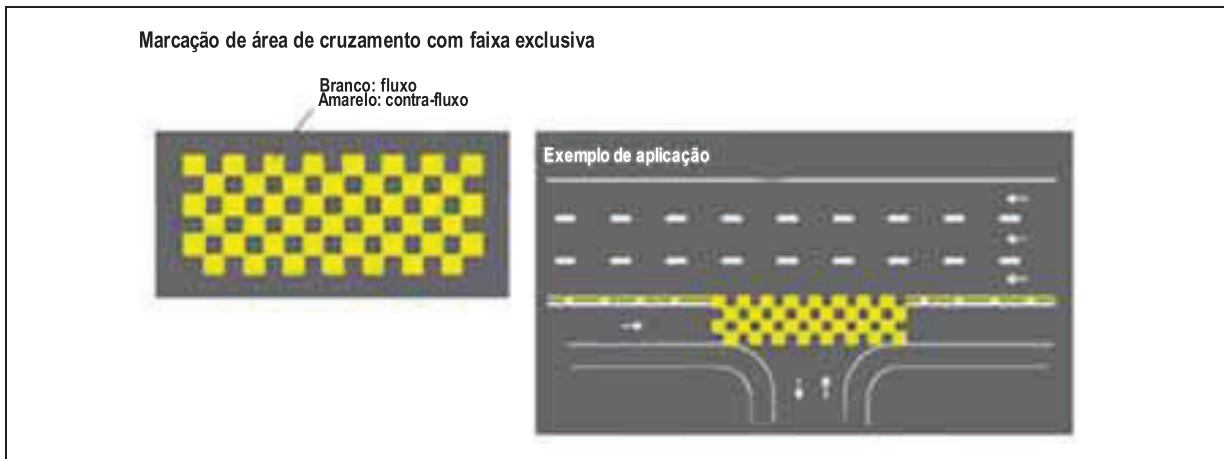 Marcação de área de cruzamento com faixa exclusiva
Branco: fluxo
Amarelo: contra-fluxo
Exemplo de aplicação